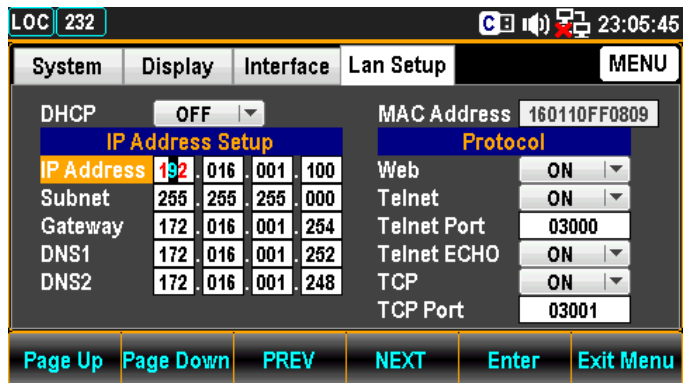 LOC 232 C 23:05:45
System Display Interface Lan Setup MENU
DHCP OFF MAC Address 160110FF0809
IP Address Setup Protocol
IP Address 192.016.001.100 Web ON
Subnet 255.255.255.000 Telnet ON
Gateway 172.016.001.254 Telnet Port 03000
DNS1 172.016.001.252 Telnet ECHO ON
DNS2 172.016.001.248 TCP ON
TCP Port 03001
Page Up Page Down PREV NEXT Enter Exit Menu